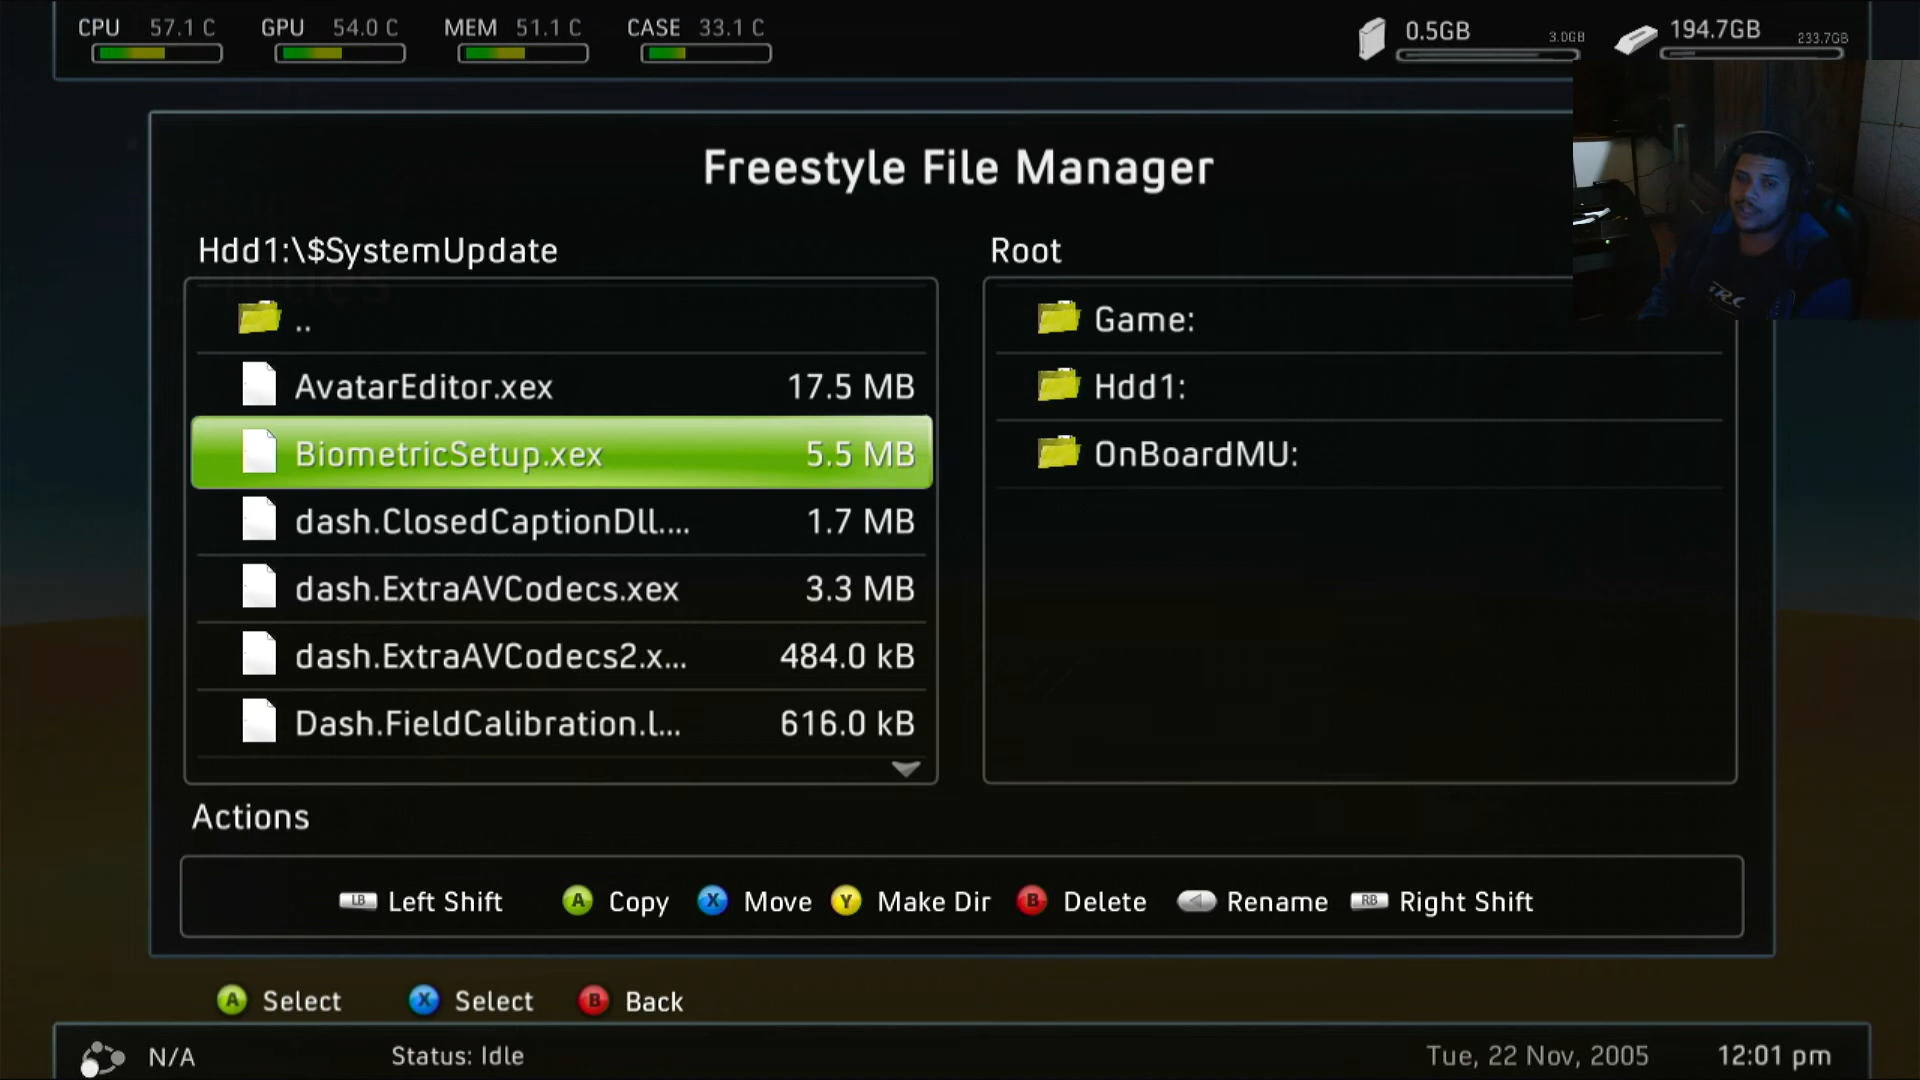 CPU 57.1 C GPU 54.0 C MEM 51.1 C CASE 33.1 C 0.5GB 3.0GB 194.7GB 233.7GB
Freestyle File Manager
Hdd1:\$SystemUpdate
..
AvatarEditor.xex 17.5 MB
BiometricSetup.xex 5.5 MB
dash.ClosedCaptionDll.... 1.7 MB
dash.ExtraAVCodecs.xex 3.3 MB
dash.ExtraAVCodecs2.x... 484.0 kB
Dash.FieldCalibration.l... 616.0 kB
Root
Game:
Hdd1:
OnBoardMU:
Actions
LB Left Shift A Copy X Move Y Make Dir B Delete Rename RB Right Shift
A Select X Select B Back
N/A Status: Idle Tue, 22 Nov, 2005 12:01 pm